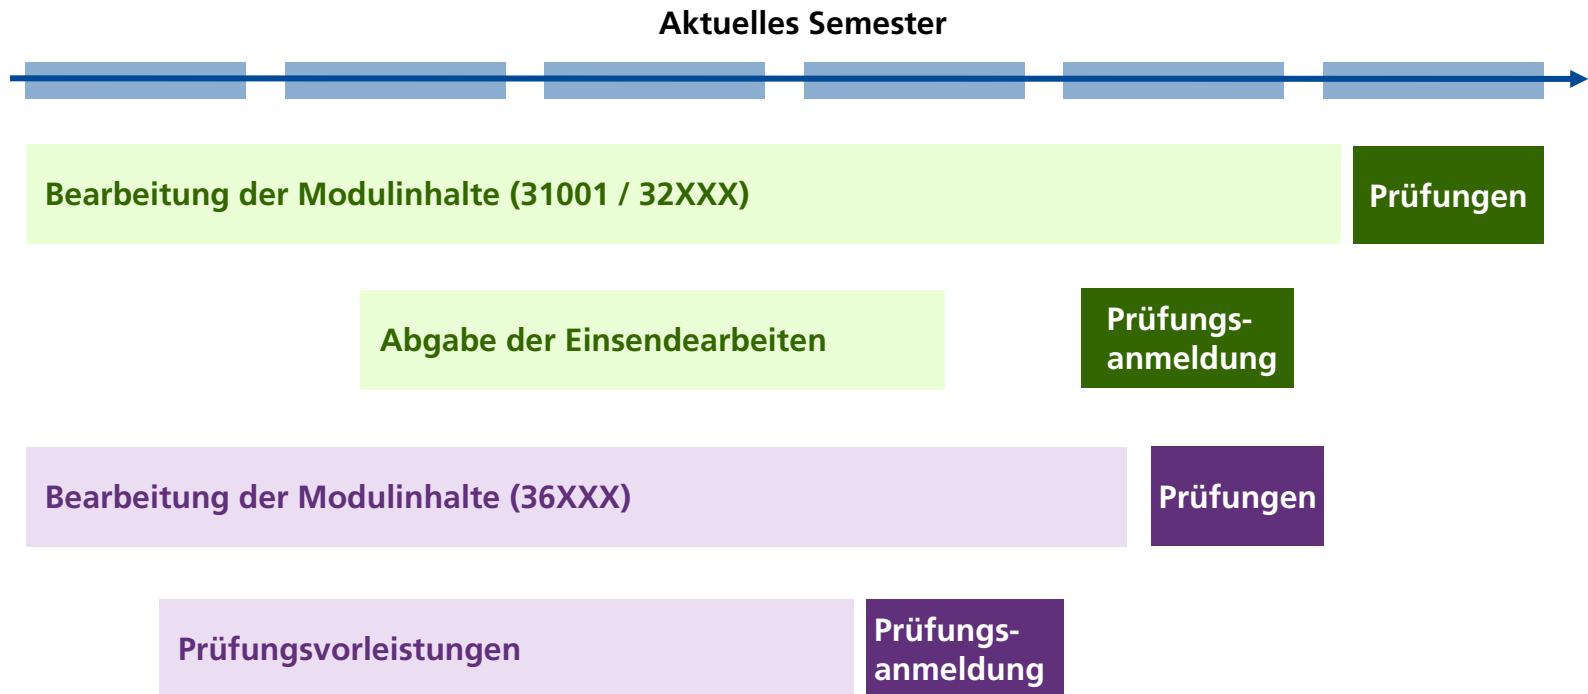 Aktuelles Semester
Bearbeitung der Modulinhalte (31001 / 32XXX)
Prüfungen
Abgabe der Einsendearbeiten
Prüfungs-
anmeldung
Bearbeitung der Modulinhalte (36XXX)
Prüfungen
Prüfungsvorleistungen
Prüfungs-
anmeldung